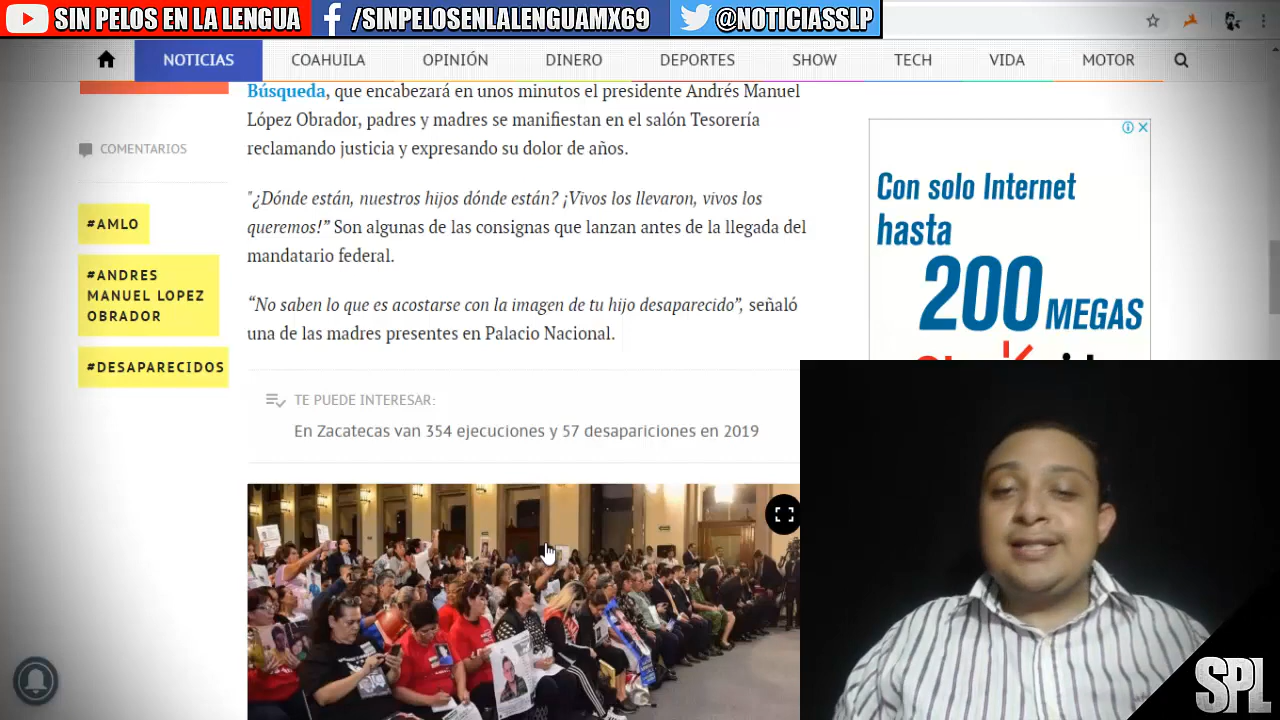 SIN PELOS EN LA LENGUA
/SINPELOSENLALENGUAMX69
@NOTICIASSLP
NOTICIAS
COAHUILA
OPINIÓN
DINERO
DEPORTES
SHOW
TECH
VIDA
MOTOR
COMENTARIOS
#AMLO
#ANDRES
MANUEL LOPEZ
OBRADOR
#DESAPARECIDOS
Búsqueda, que encabezará en unos minutos el presidente Andrés Manuel
López Obrador, padres y madres se manifiestan en el salón Tesorería
reclamando justicia y expresando su dolor de años.
"¿Dónde están, nuestros hijos dónde están? ¡Vivos los llevaron, vivos los
queremos!” Son algunas de las consignas que lanzan antes de la llegada del
mandatario federal.
“No saben lo que es acostarse con la imagen de tu hijo desaparecido”, señaló
una de las madres presentes en Palacio Nacional.
TE PUEDE INTERESAR:
En Zacatecas van 354 ejecuciones y 57 desapariciones en 2019
Con solo Internet
hasta
200 MEGAS
SPL